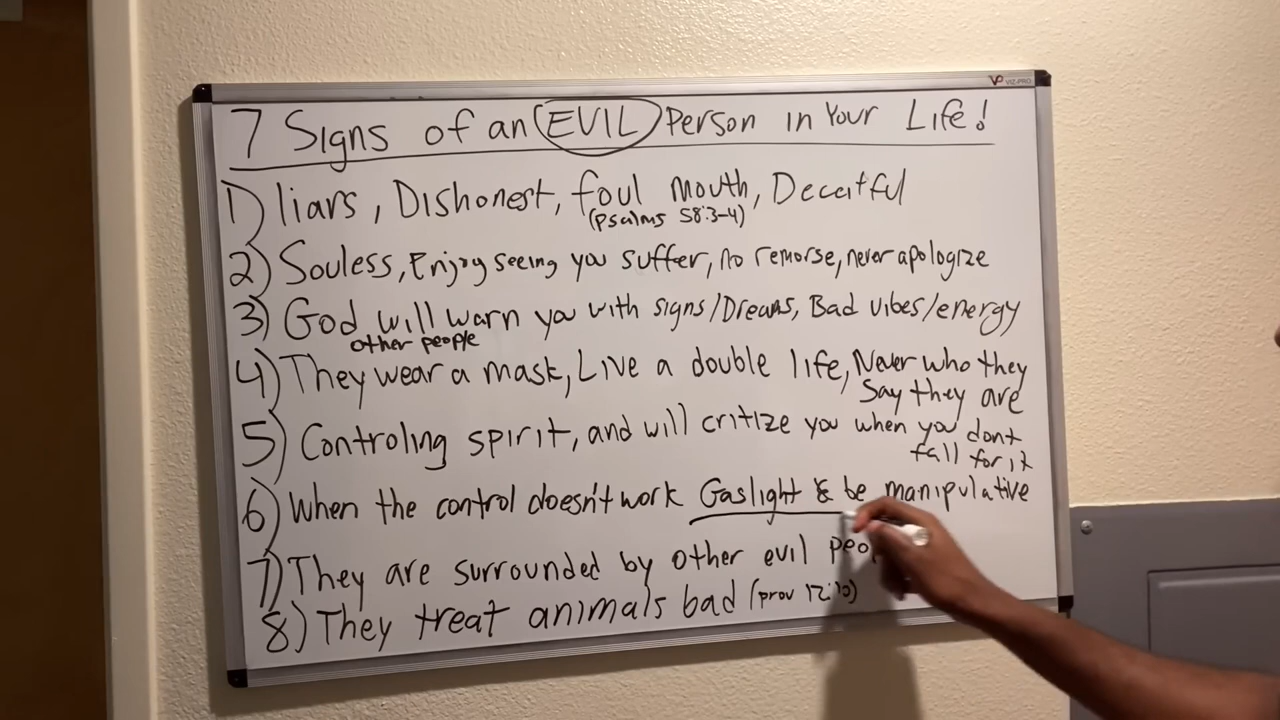 VIZ-PRO
7 Signs of an EVIL Person in Your Life!
1) liars, Dishonest, foul mouth, Deceitful
(psalms 58:3-4)
2) Souless, Enjoy seeing you suffer, no remorse, never apologize
3) God will warn you with signs/Dreams, Bad vibes/energy
other people
4) They wear a mask, Live a double life, Never who they
Say they are
5) Controling spirit, and will critize you when you dont
fall for it
6) When the control doesn't work Gaslight & be manipulative
7) They are surrounded by other evil
8) They treat animals bad (prov 12:10)